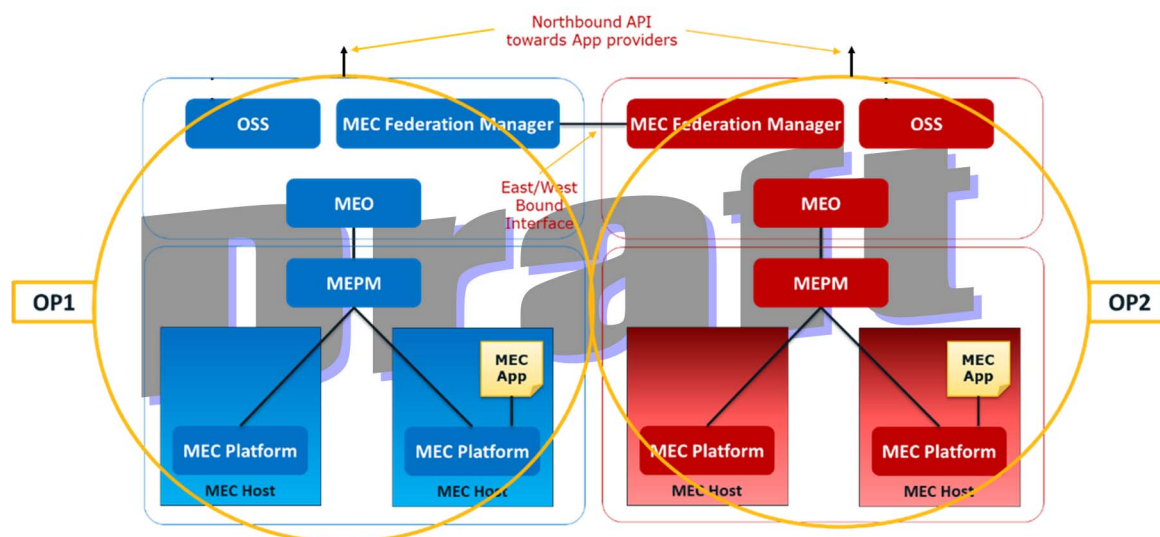 Northbound API
towards App providers
OSS
MEC Federation Manager
MEC Federation Manager
OSS
East/West
Bound
Interface
MEO
MEO
MEPM
MEPM
OP1
OP2
MEC
App
MEC
App
MEC Platform
MEC Platform
MEC Platform
MEC Platform
MEC Host
MEC Host
MEC Host
MEC Host
Draft